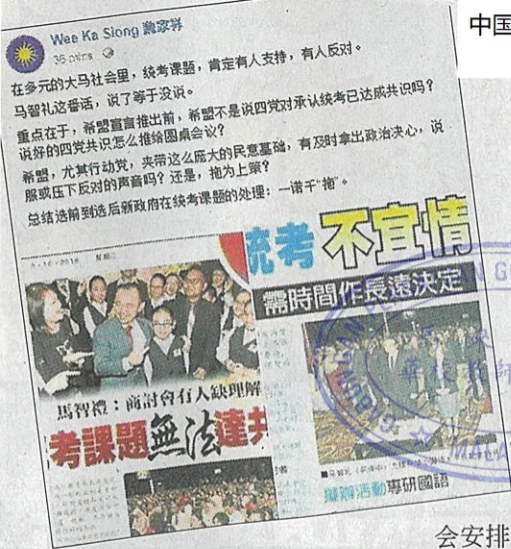 中国
Wee Ka Siong 魏家祥
36 mins
在多元的大马社会里，统考课题，肯定有人支持，有人反对。
马智礼这番话，说了等于没说。
重点在于，希盟宣言推出前，希盟不是说四党对承认统考已达成共识吗？
说好的四党共识怎么推给圆桌会议？
希盟，尤其行动党，夹带这么庞大的民意基础，有及时拿出政治决心，说
服或压下反对的声音吗？还是，拖为上策？
总结选前到选后新政府在统考课题的处理：一谱干“拖”。
统考 不宜情
需時間作長遠決定
馬智禮：商討會有人缺理解
考課題無法達共
擬辦活動專研國語
会安排